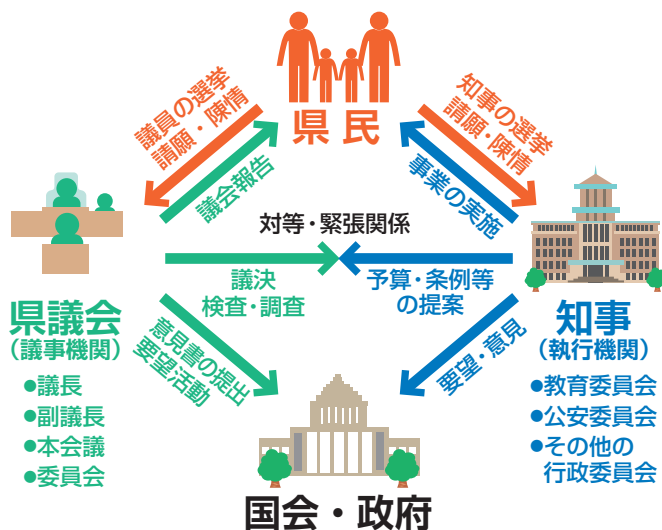 県民
議員の選挙
請願・陳情
議会報告
知事の選挙
請願・陳情
事業の実施
対等・緊張関係
議決
検査・調査
予算・条例等
の提案
県議会
（議事機関）
●議長
●副議長
●本会議
●委員会
意見書の提出
要望活動
要望・意見
知事
（執行機関）
●教育委員会
●公安委員会
●その他の
行政委員会
国会・政府